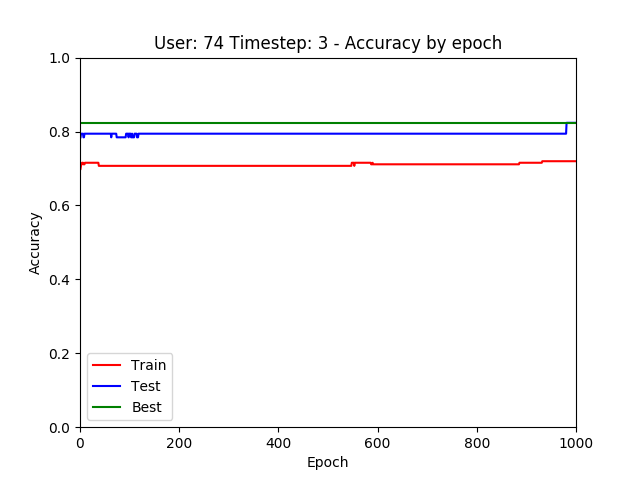 User: 74 Timestep: 3 - Accuracy by epoch
1.0
0.8
0.6
0.4
0.2
0.0
Accuracy
Train
Test
Best
0 200 400 600 800 1000
Epoch